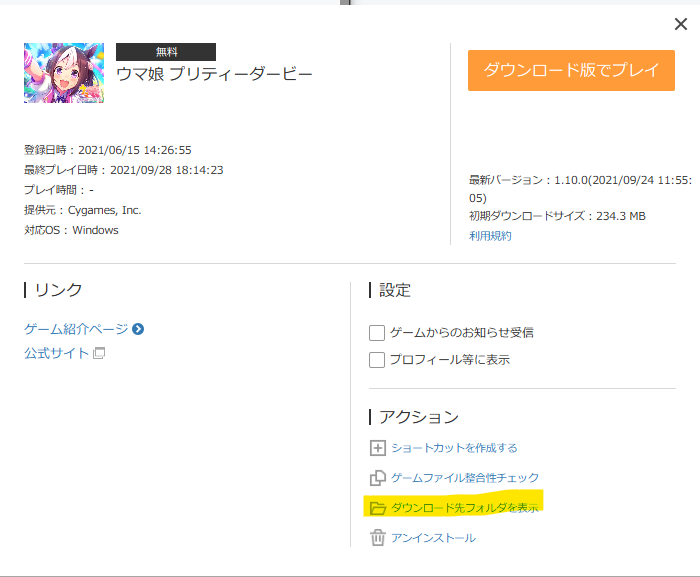 無料
ウマ娘 プリティーダービー
ダウンロード版でプレイ
登録日時：2021/06/15 14:26:55
最終プレイ日時：2021/09/28 18:14:23
プレイ時間：-
提供元：Cygames, Inc.
対応OS：Windows
最新バージョン：1.10.0(2021/09/24 11:55:
05)
初期ダウンロードサイズ：234.3 MB
利用規約
リンク
ゲーム紹介ページ
公式サイト
設定
ゲームからのお知らせ受信
プロフィール等に表示
アクション
ショートカットを作成する
ゲームファイル整合性チェック
ダウンロード先フォルダを表示
アンインストール